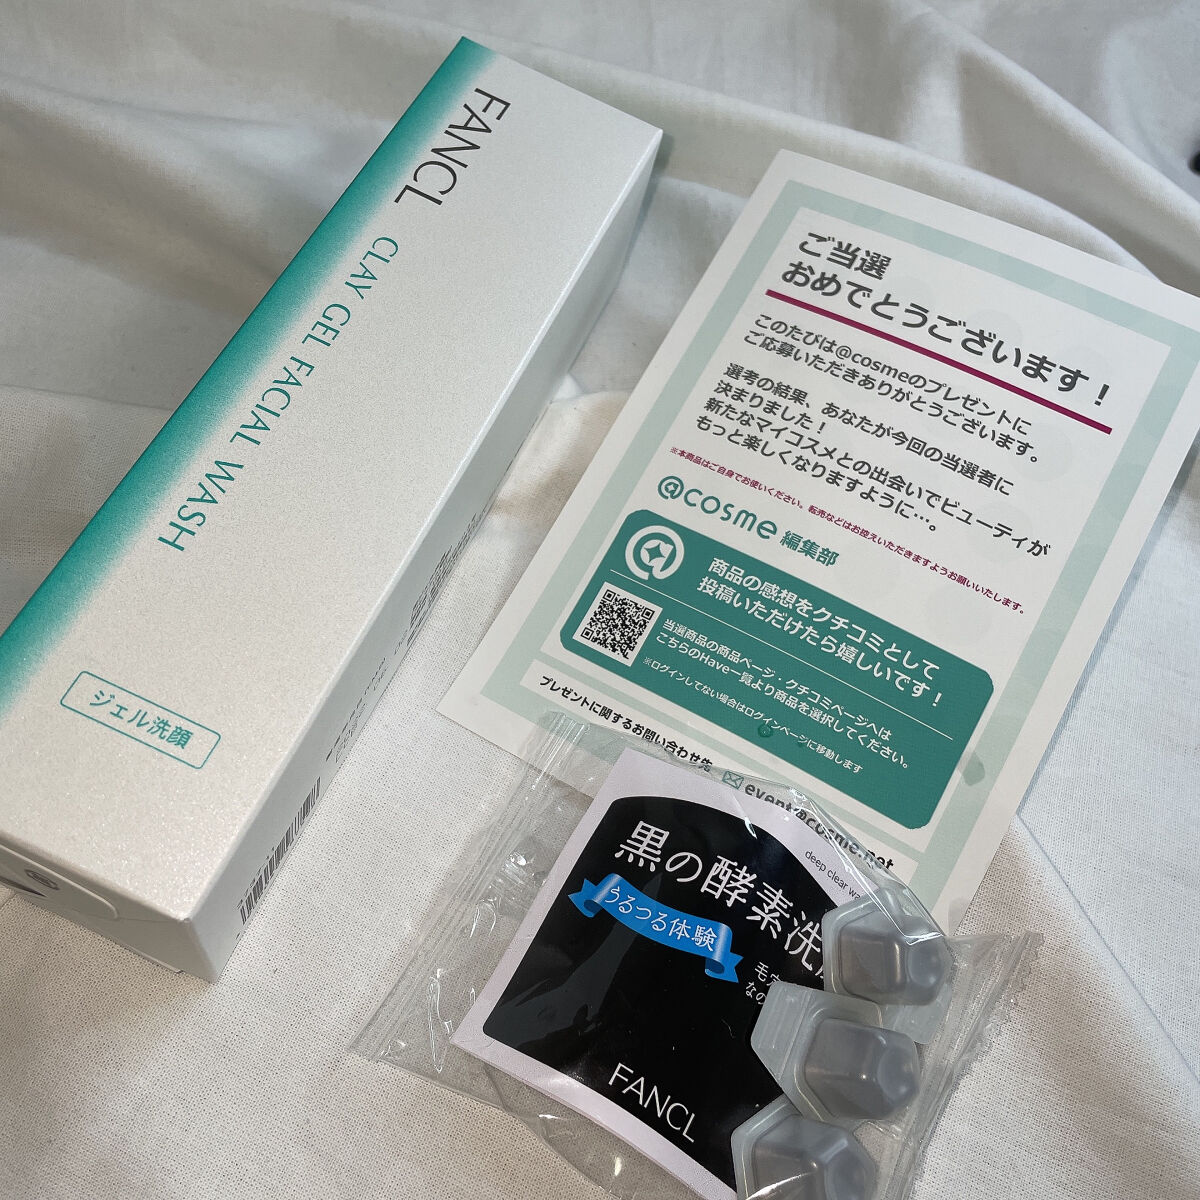 FANCL
CLAY GEL FACIAL WASH
ジェル洗顔
ご当選
おめでとうございます！
このたびは@cosmeのプレゼントに
ご応募いただきありがとうございます。
選考の結果、あなたが今回の当選者に
決まりました！
新たなマイコスメとの出会いでビューティが
もっと楽しくなりますように…。
※本商品はご自身でお使いください。転売などはお控えいただきますようお願いいたします。
@cosme 編集部
商品の感想をクチコミとして
投稿いただけたら嬉しいです！
当選商品の商品ページ・クチコミページへは
こちらのHave一覧より商品を選択してください。
※ログインしてない場合はログインページに移動します
プレゼントに関するお問い合わせ先
event@cosme.net
deep clear wa
黒の酵素洗
うるつる体験
毛穴
なの
FANCL